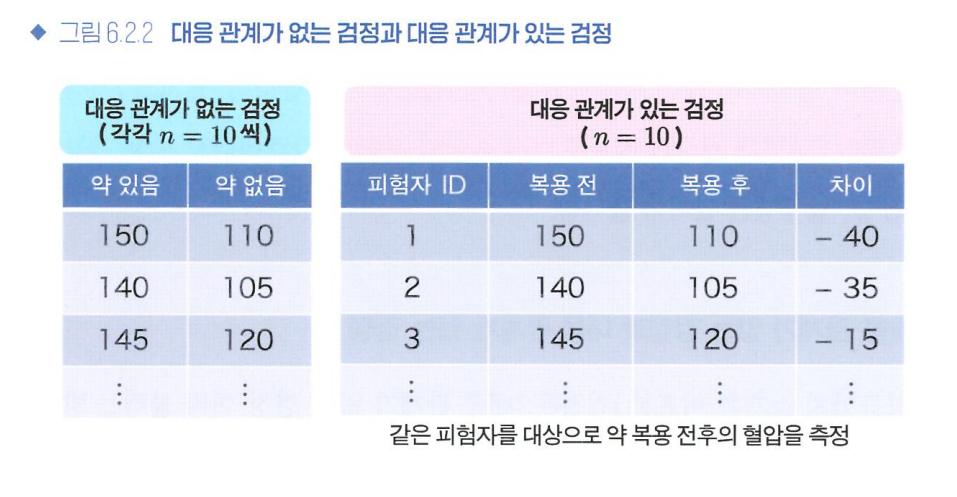 ◆ 그림 6.2.2 대응 관계가 없는 검정과 대응 관계가 있는 검정
대응 관계가 없는 검정
(각각 n = 10씩)
약 있음 약 없음
150 110
140 105
145 120
⋮ ⋮
대응 관계가 있는 검정
(n = 10)
피험자 ID 복용 전 복용 후 차이
1 150 110 – 40
2 140 105 – 35
3 145 120 – 15
⋮ ⋮ ⋮ ⋮
같은 피험자를 대상으로 약 복용 전후의 혈압을 측정